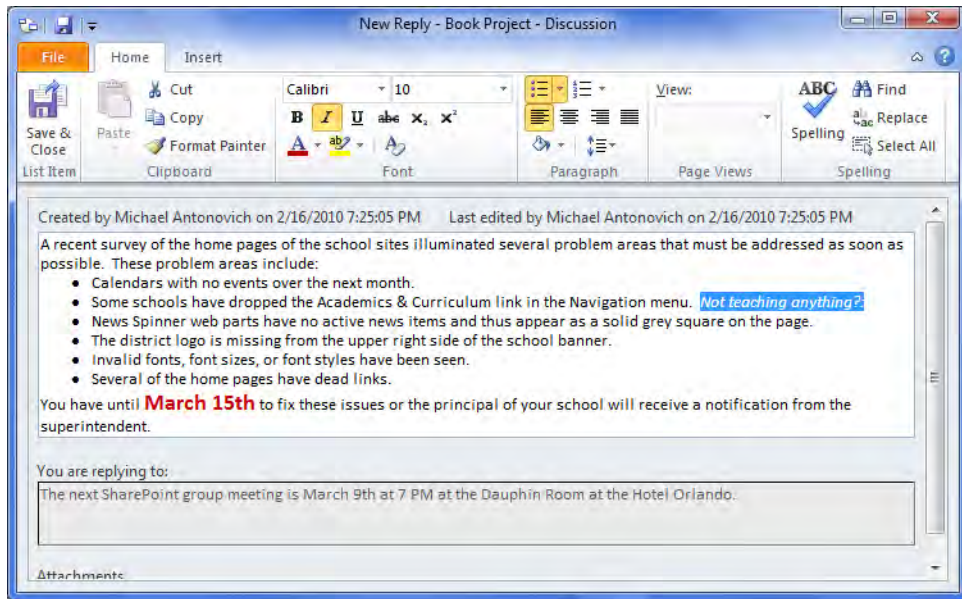 New Reply - Book Project - Discussion
File Home Insert
Save & Close
Paste
Cut
Copy
Format Painter
Calibri 10
B I U abc X₂ X²
A ab A
View:
ABC
Spelling
Find
Replace
Select All
List Item Clipboard Font Paragraph Page Views Spelling
Created by Michael Antonovich on 2/16/2010 7:25:05 PM Last edited by Michael Antonovich on 2/16/2010 7:25:05 PM
A recent survey of the home pages of the school sites illuminated several problem areas that must be addressed as soon as
possible. These problem areas include:
• Calendars with no events over the next month.
• Some schools have dropped the Academics & Curriculum link in the Navigation menu. Not teaching anything?:
• News Spinner web parts have no active news items and thus appear as a solid grey square on the page.
• The district logo is missing from the upper right side of the school banner.
• Invalid fonts, font sizes, or font styles have been seen.
• Several of the home pages have dead links.
You have until March 15th to fix these issues or the principal of your school will receive a notification from the
superintendent.
You are replying to:
The next SharePoint group meeting is March 9th at 7 PM at the Dauphin Room at the Hotel Orlando.
Attachments